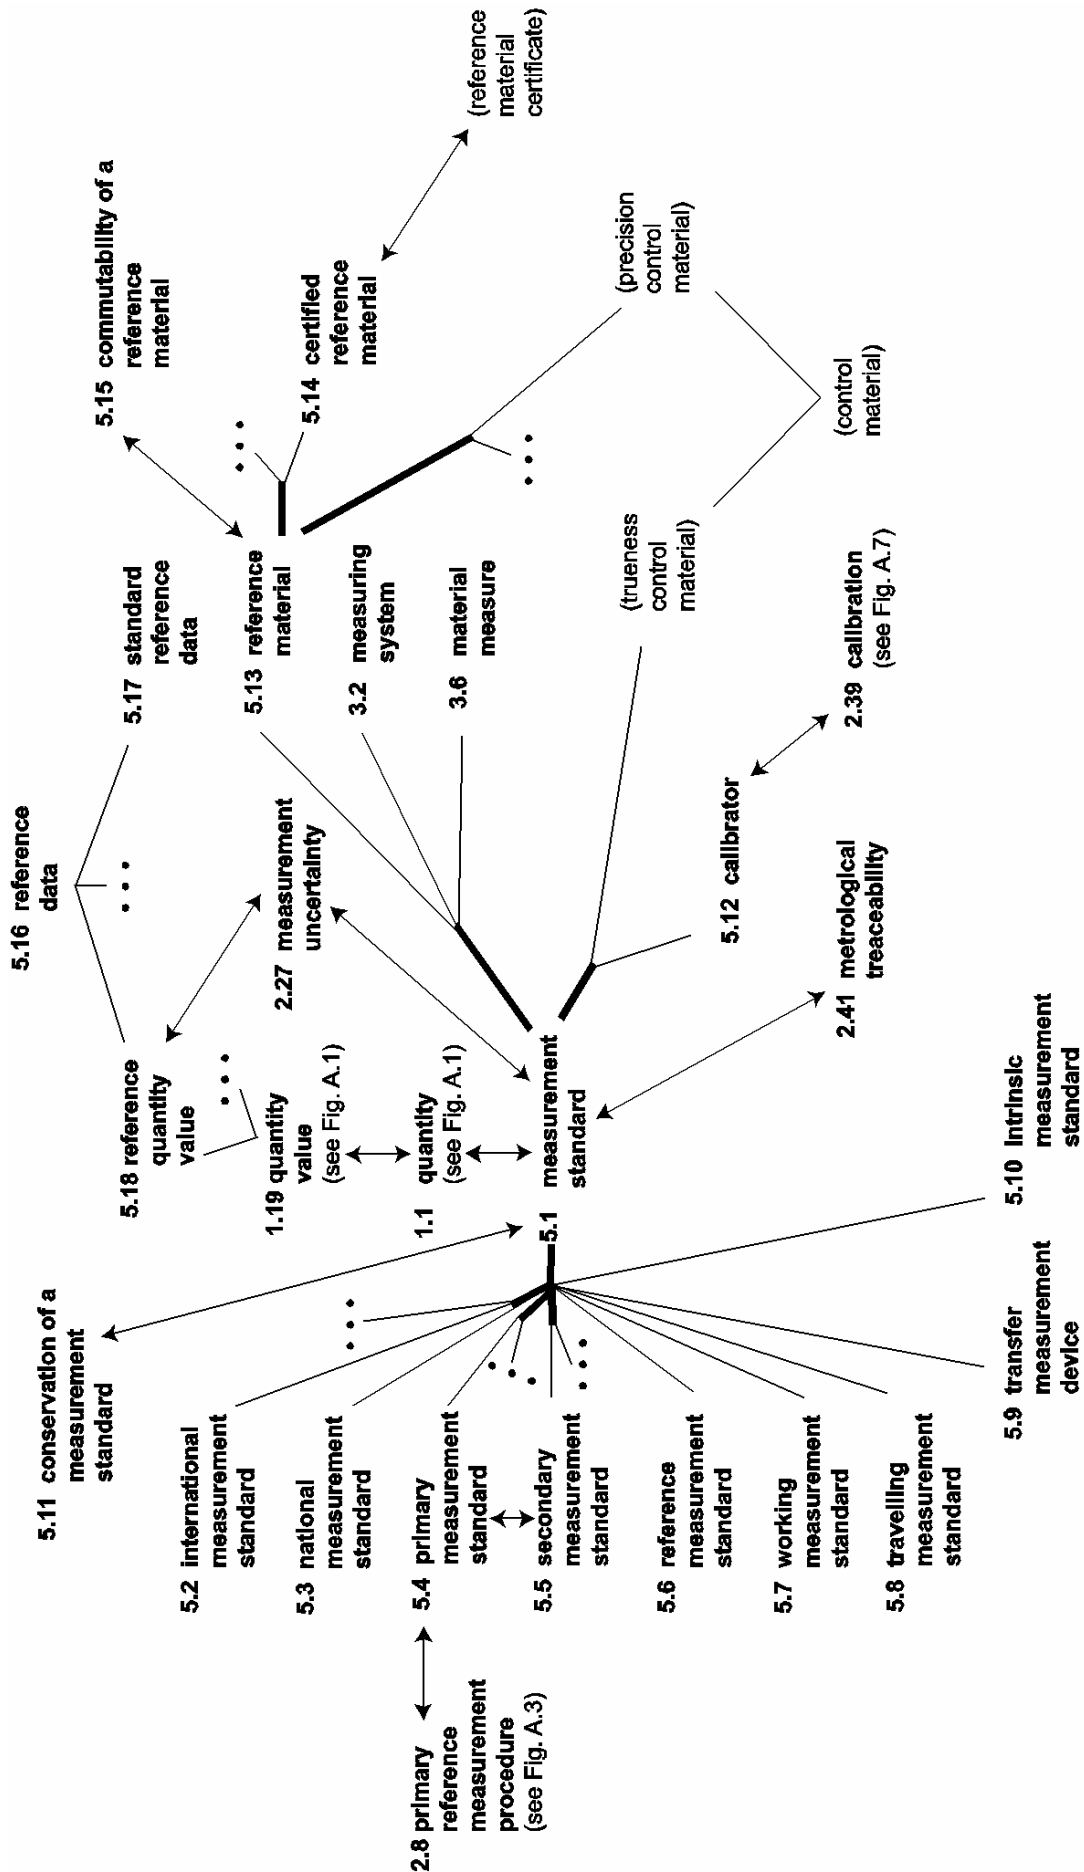 5.16 reference
data
5.11 conservation of a
measurement
standard
5.18 reference
quantity
value
5.17 standard
reference
data
5.15 commutability of a
reference
material
5.2 international
measurement
standard
1.19 quantity
value
(see Fig. A.1)
2.27 measurement
uncertainty
5.13 reference
material
5.14 certified
reference
material
(reference
material
certificate)
5.3 national
measurement
standard
3.2 measuring
system
2.8 primary
reference
measurement
procedure
(see Fig. A.3)
5.4 primary
measurement
standard
1.1 quantity
(see Fig. A.1)
3.6 material
measure
5.5 secondary
measurement
standard
5.1 measurement
standard
(trueness
control
material)
(precision
control
material)
5.6 reference
measurement
standard
5.12 calibrator
5.7 working
measurement
standard
2.41 metrological
treaceability
2.39 calibration
(see Fig. A.7)
(control
material)
5.8 travelling
measurement
standard
5.9 transfer
measurement
device
5.10 intrinsic
measurement
standard